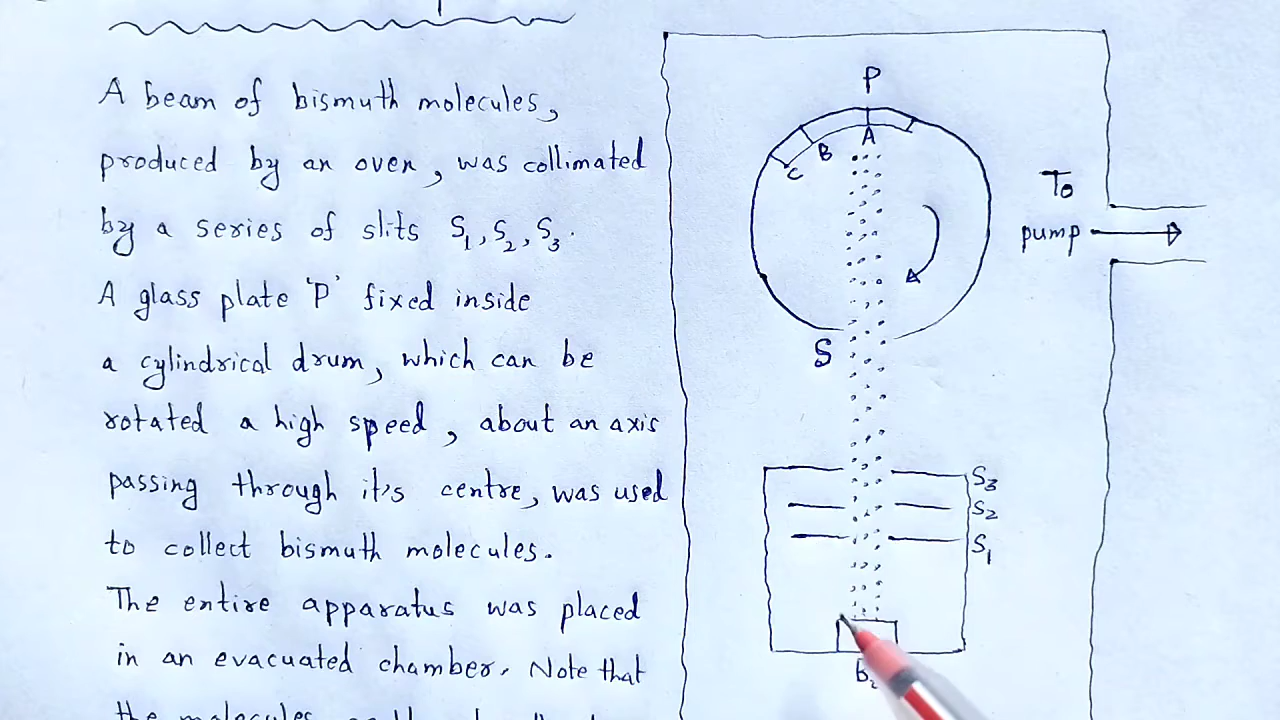 A beam of bismuth molecules,
produced by an oven, was collimated
by a series of slits S1, S2, S3.
A glass plate 'P' fixed inside
a cylindrical drum, which can be
rotated a high speed, about an axis
passing through it's centre, was used
to collect bismuth molecules.
The entire apparatus was placed
in an evacuated chamber. Note that
the molecules
P
A
B
C
To
pump
S
S3
S2
S1